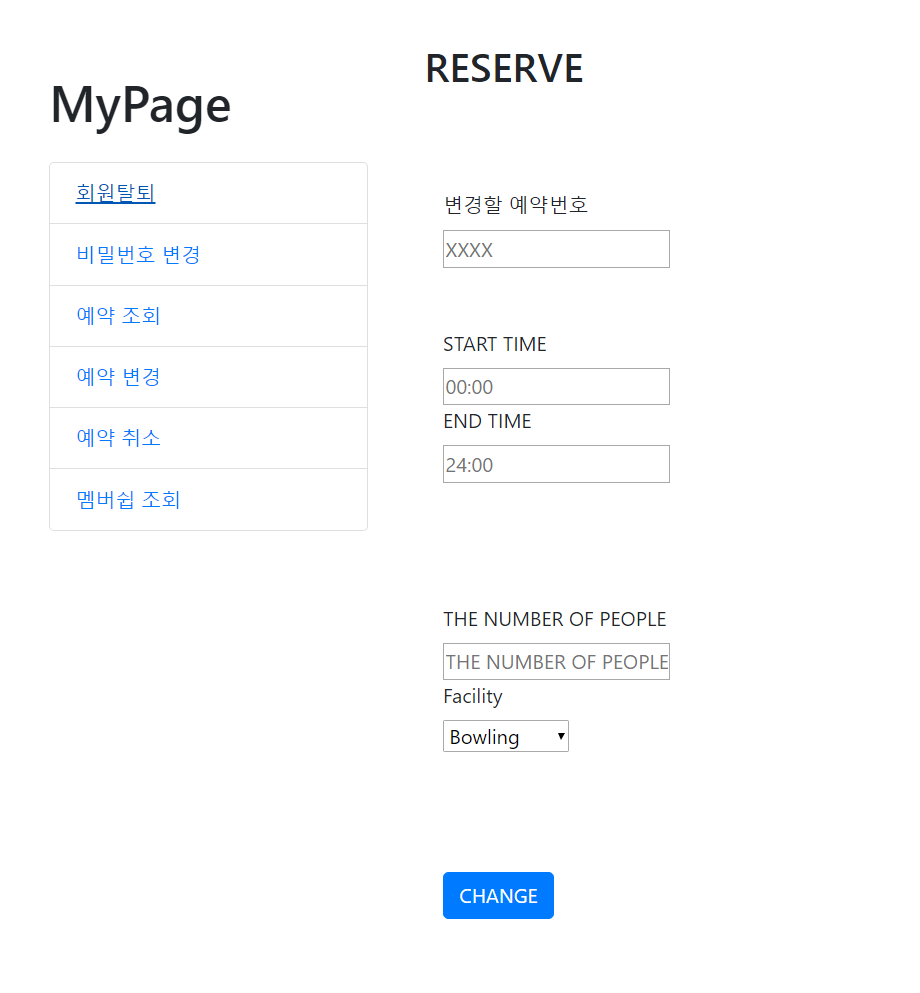 MyPage
회원탈퇴
비밀번호 변경
예약 조회
예약 변경
예약 취소
멤버쉽 조회
RESERVE
변경할 예약번호
XXXX
START TIME
00:00
END TIME
24:00
THE NUMBER OF PEOPLE
THE NUMBER OF PEOPLE
Facility
Bowling
CHANGE